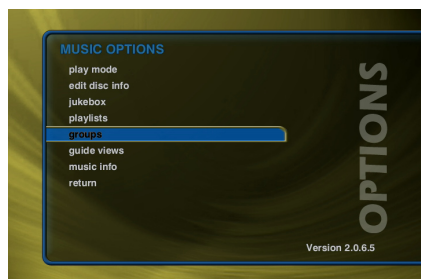 MUSIC OPTIONS
play mode
edit disc info
jukebox
playlists
groups
guide views
music info
return
OPTIONS
Version 2.0.6.5